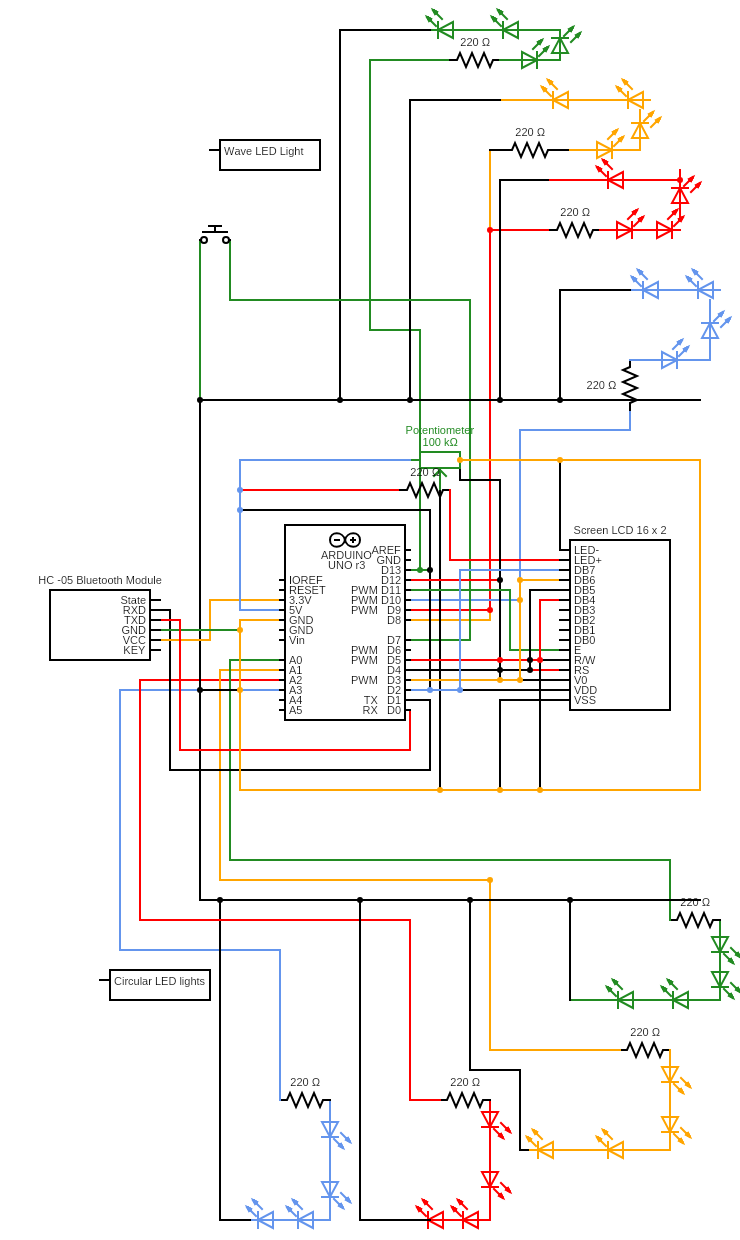 220 Ω
220 Ω
Wave LED Light
220 Ω
220 Ω
Potentiometer
100 kΩ
220 Ω
HC -05 Bluetooth Module
State
RXD
TXD
GND
VCC
KEY
ARDUINO
UNO r3
IOREF
RESET
3.3V
5V
GND
GND
Vin
A0
A1
A2
A3
A4
A5
AREF
GND
D13
D12
PWM D11
PWM D10
PWM D9
D8
D7
PWM D6
PWM D5
D4
PWM D3
D2
TX D1
RX D0
Screen LCD 16 x 2
LED-
LED+
DB7
DB6
DB5
DB4
DB3
DB2
DB1
DB0
E
R/W
RS
V0
VDD
VSS
220 Ω
Circular LED lights
220 Ω
220 Ω
220 Ω